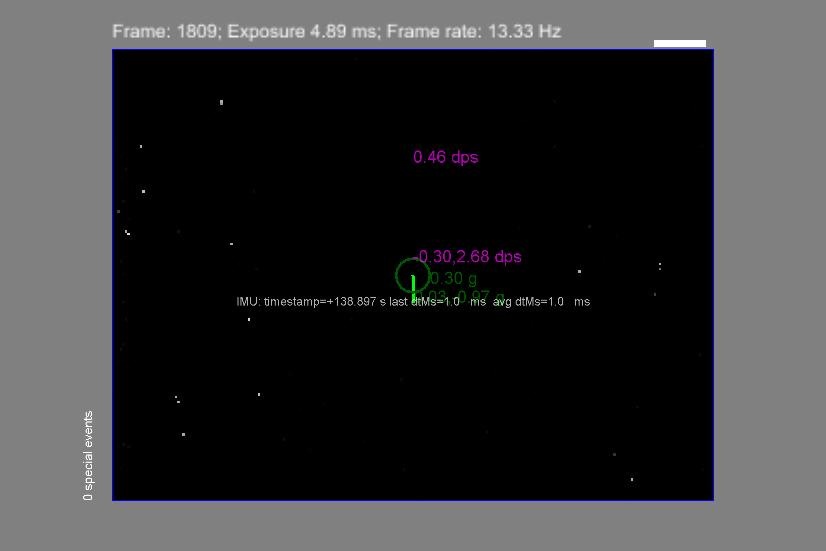 Frame: 1809; Exposure 4.89 ms; Frame rate: 13.33 Hz
0.46 dps
-0.30,2.68 dps
0.30 g
0.97 g
IMU: timestamp=+138.897 s last dtMs=1.0 ms avg dtMs=1.0 ms
0 special events